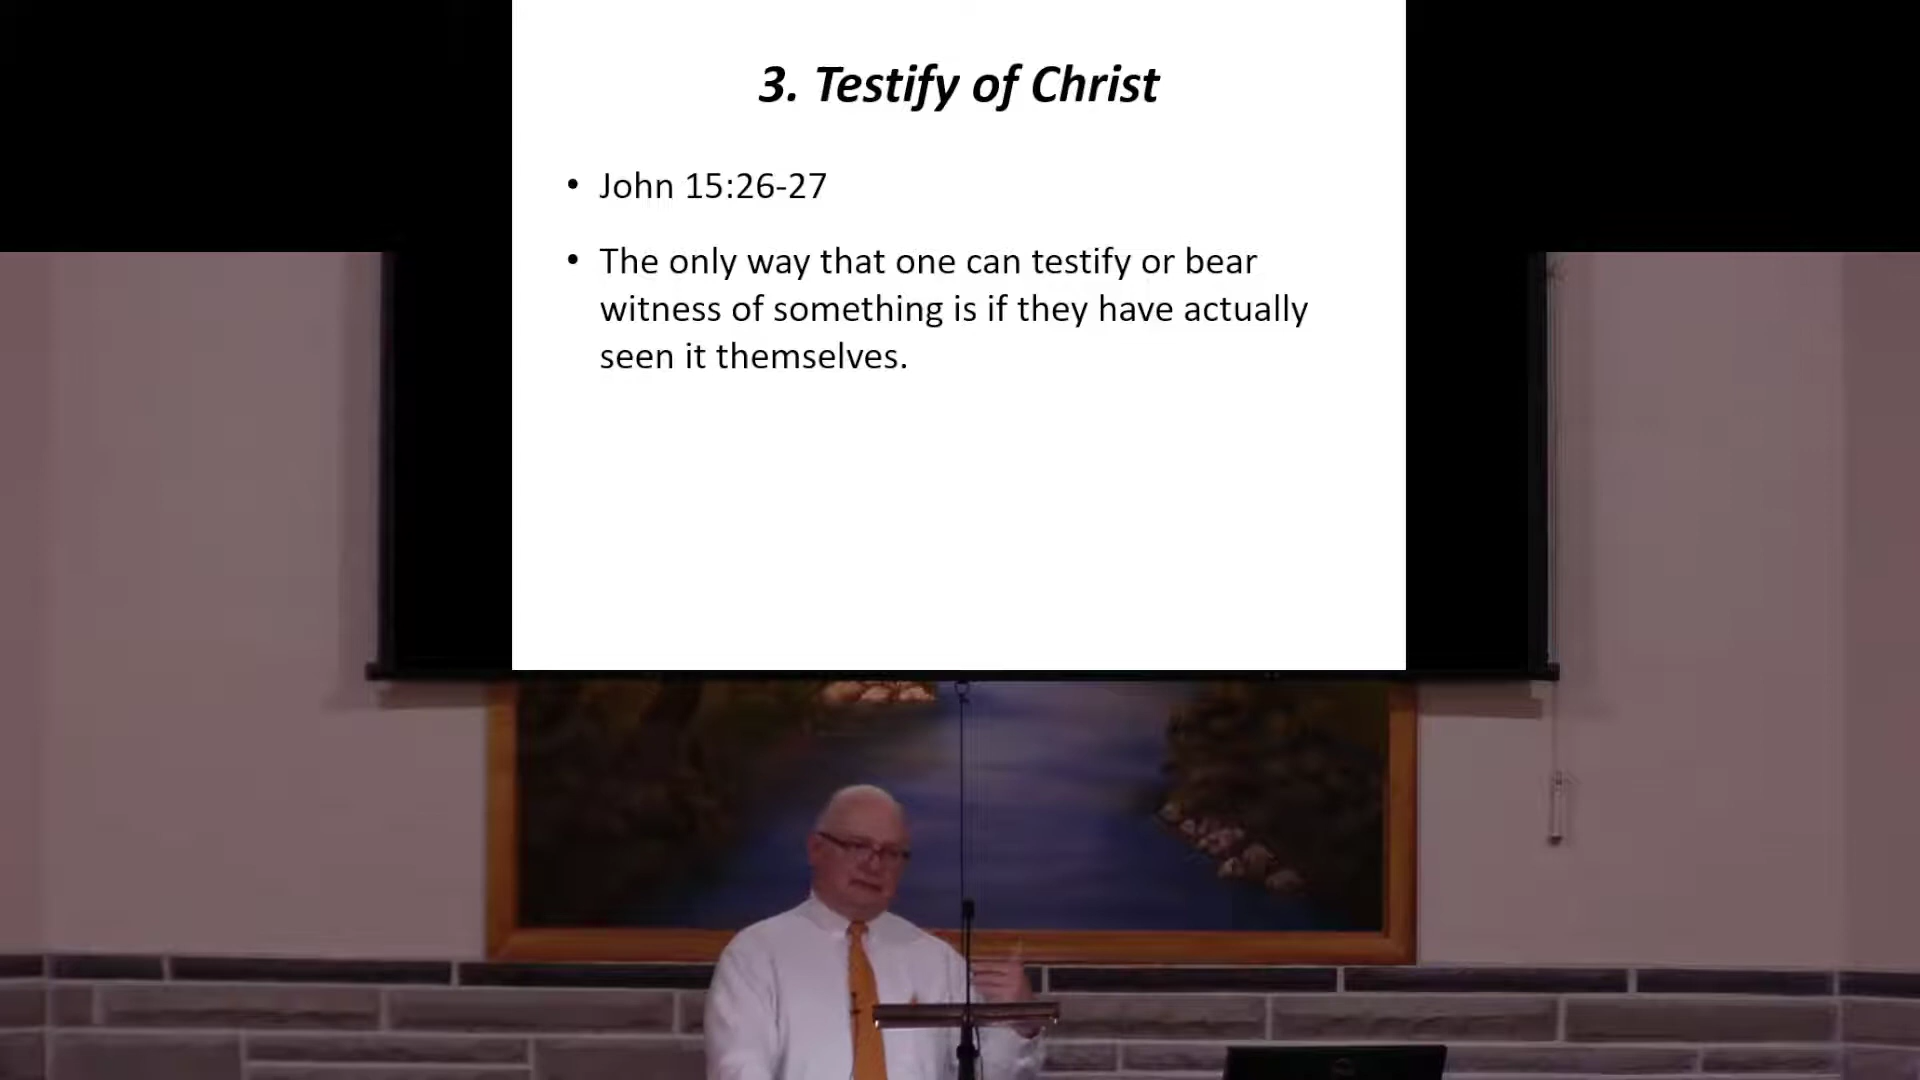 3. Testify of Christ
• John 15:26-27
• The only way that one can testify or bear
witness of something is if they have actually
seen it themselves.